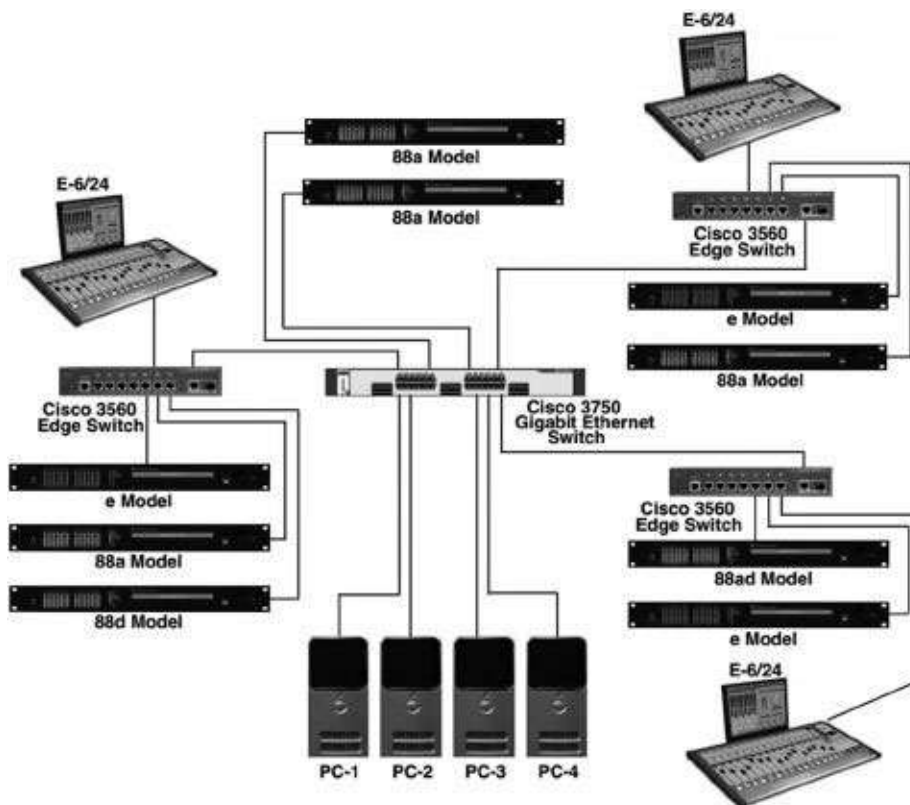 E-6/24
88a Model
88a Model
E-6/24
Cisco 3560
Edge Switch
e Model
88a Model
Cisco 3560
Edge Switch
Cisco 3750
Gigabit Ethernet
Switch
e Model
88a Model
88d Model
Cisco 3560
Edge Switch
88ad Model
e Model
E-6/24
PC-1
PC-2
PC-3
PC-4